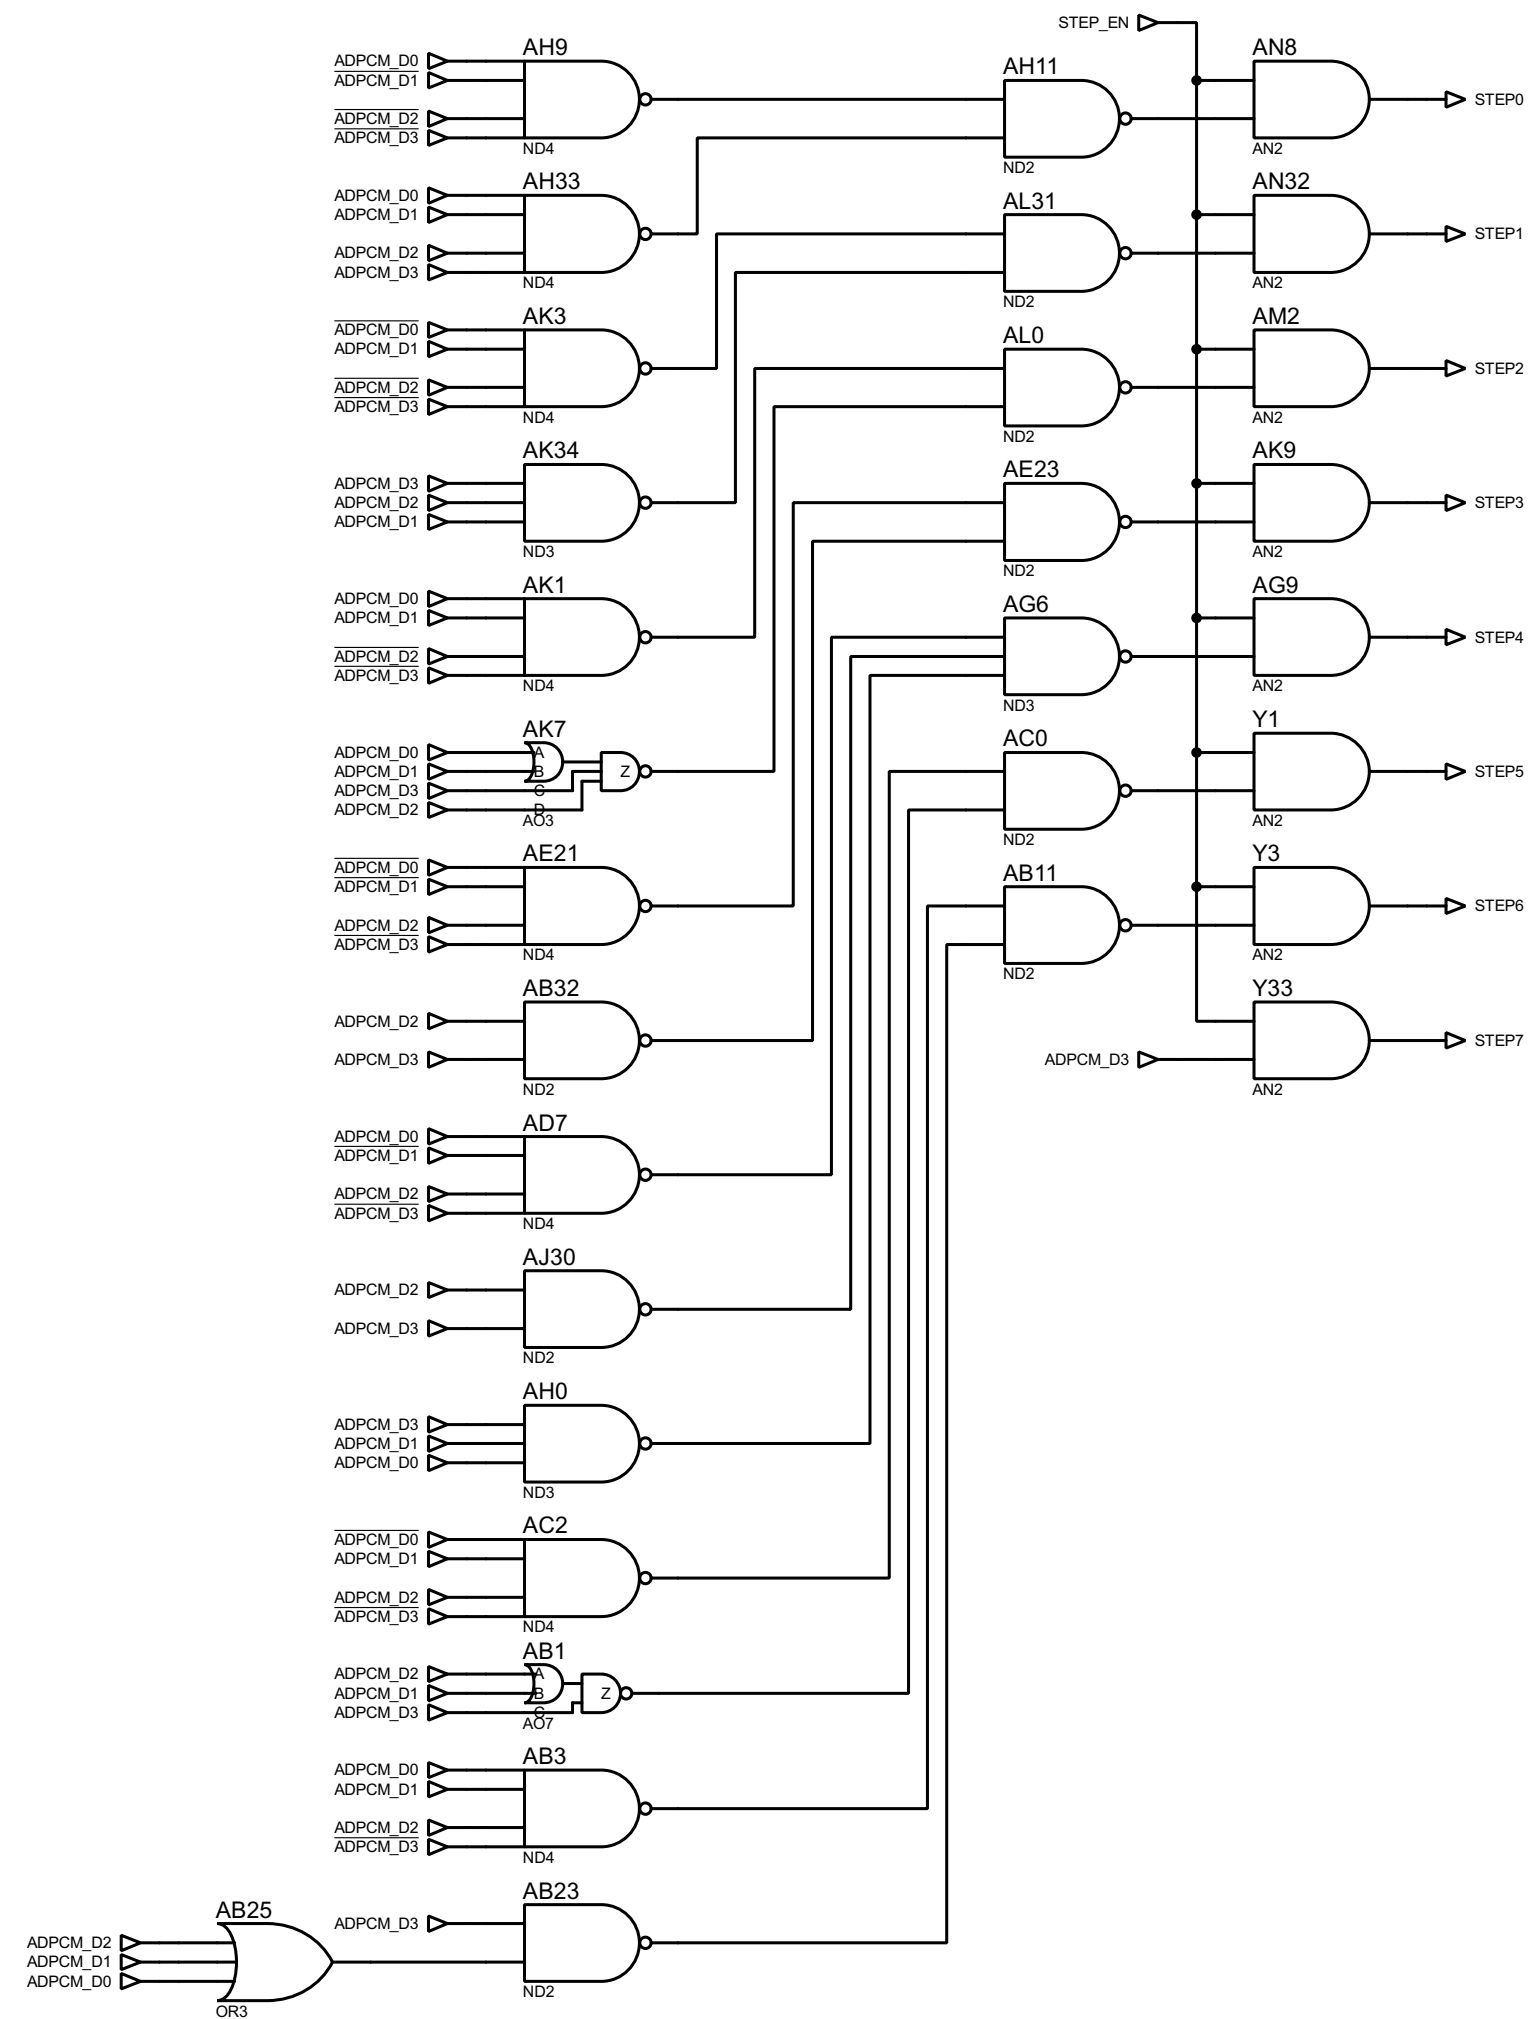 STEP_EN
AH9
ADPCM_D0
ADPCM_D1
ADPCM_D2
ADPCM_D3
ND4
AH11
ND2
AN8
STEP0
AN2
AH33
ADPCM_D0
ADPCM_D1
ADPCM_D2
ADPCM_D3
ND4
AL31
ND2
AN32
STEP1
AN2
AK3
ADPCM_D0
ADPCM_D1
ADPCM_D2
ADPCM_D3
ND4
AL0
ND2
AM2
STEP2
AN2
AK34
ADPCM_D3
ADPCM_D2
ADPCM_D1
ND3
AE23
ND2
AK9
STEP3
AN2
AK1
ADPCM_D0
ADPCM_D1
ADPCM_D2
ADPCM_D3
ND4
AG6
ND3
AG9
STEP4
AN2
AK7
ADPCM_D0 A
ADPCM_D1 B Z
ADPCM_D3 C
ADPCM_D2 D
AO3
AC0
ND2
Y1
STEP5
AN2
AE21
ADPCM_D0
ADPCM_D1
ADPCM_D2
ADPCM_D3
ND4
AB11
ND2
Y3
STEP6
AN2
AB32
ADPCM_D2
ADPCM_D3
ND2
Y33
ADPCM_D3
STEP7
AN2
AD7
ADPCM_D0
ADPCM_D1
ADPCM_D2
ADPCM_D3
ND4
AJ30
ADPCM_D2
ADPCM_D3
ND2
AH0
ADPCM_D3
ADPCM_D1
ADPCM_D0
ND3
AC2
ADPCM_D0
ADPCM_D1
ADPCM_D2
ADPCM_D3
ND4
AB1
ADPCM_D2 A
ADPCM_D1 B Z
ADPCM_D3 C
AO7
AB3
ADPCM_D0
ADPCM_D1
ADPCM_D2
ADPCM_D3
ND4
AB23
ADPCM_D3
ND2
AB25
ADPCM_D2
ADPCM_D1
ADPCM_D0
OR3